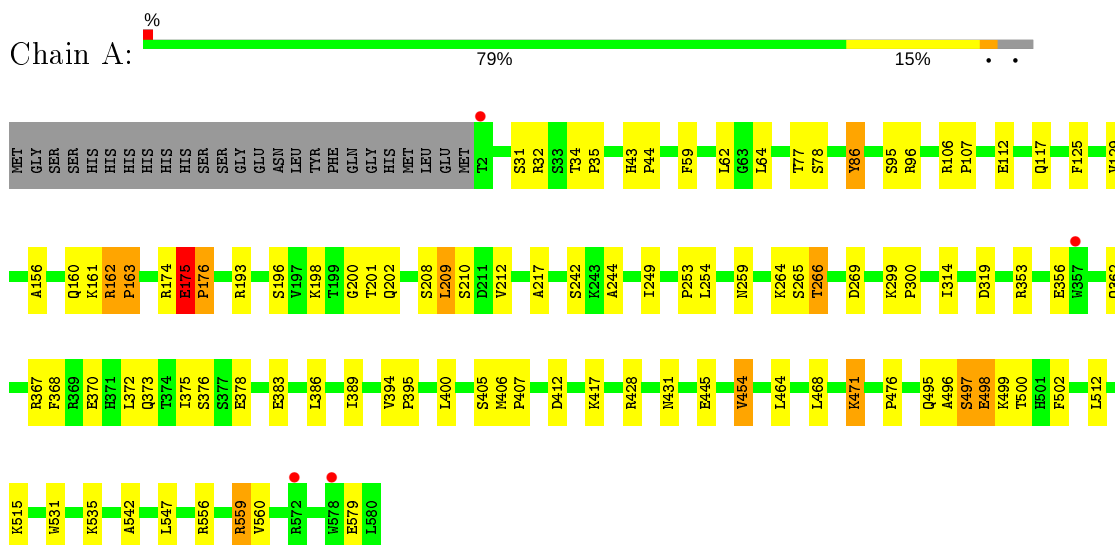 %
Chain A:
79% 15% • •
MET GLY SER SER HIS HIS HIS HIS HIS HIS SER SER GLY GLU ASN LEU TYR PHE GLN GLY HIS MET LEU GLU MET T2 S31 R32 S33 T34 P35 H43 P44 F59 L62 G63 L64 T77 S78 Y86 S95 R96 R106 P107 E112 Q117 F125 V129
A156 Q160 K161 R162 P163 R174 E175 P176 R193 S196 V197 K198 T199 G200 T201 Q202 S208 L209 S210 D211 V212 A217 S242 K243 A244 I249 P253 L254 N259 K264 S265 T266 D269 K299 P300 I314 D319 R353 E356 W357 Q362
R367 F368 R369 E370 H371 L372 Q373 T374 I375 S376 S377 E378 E383 L386 I389 V394 P395 L400 S405 M406 P407 D412 K417 R428 N431 E445 V454 L464 L468 K471 P476 Q495 A496 S497 E498 K499 T500 H501 F502 L512
K515 W531 K535 A542 L547 R556 R559 V560 R572 W578 E579 L580